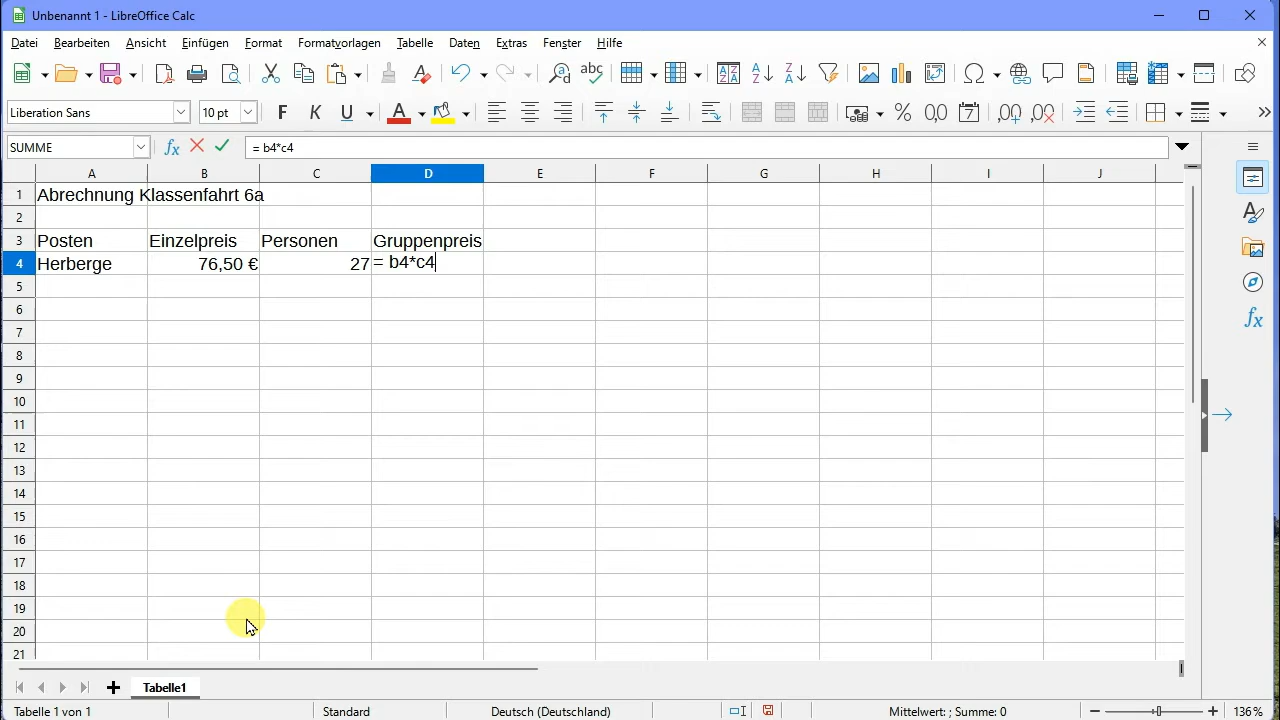 Unbenannt 1 - LibreOffice Calc
Datei Bearbeiten Ansicht Einfügen Format Formatvorlagen Tabelle Daten Extras Fenster Hilfe
Liberation Sans 10 pt F K U
SUMME = b4*c4
A B C D E F G H I J
1 Abrechnung Klassenfahrt 6a
2
3 Posten Einzelpreis Personen Gruppenpreis
4 Herberge 76,50 € 27 = b4*c4
5
6
7
8
9
10
11
12
13
14
15
16
17
18
19
20
21
Tabelle1
Tabelle 1 von 1 Standard Deutsch (Deutschland) Mittelwert: ; Summe: 0 136%